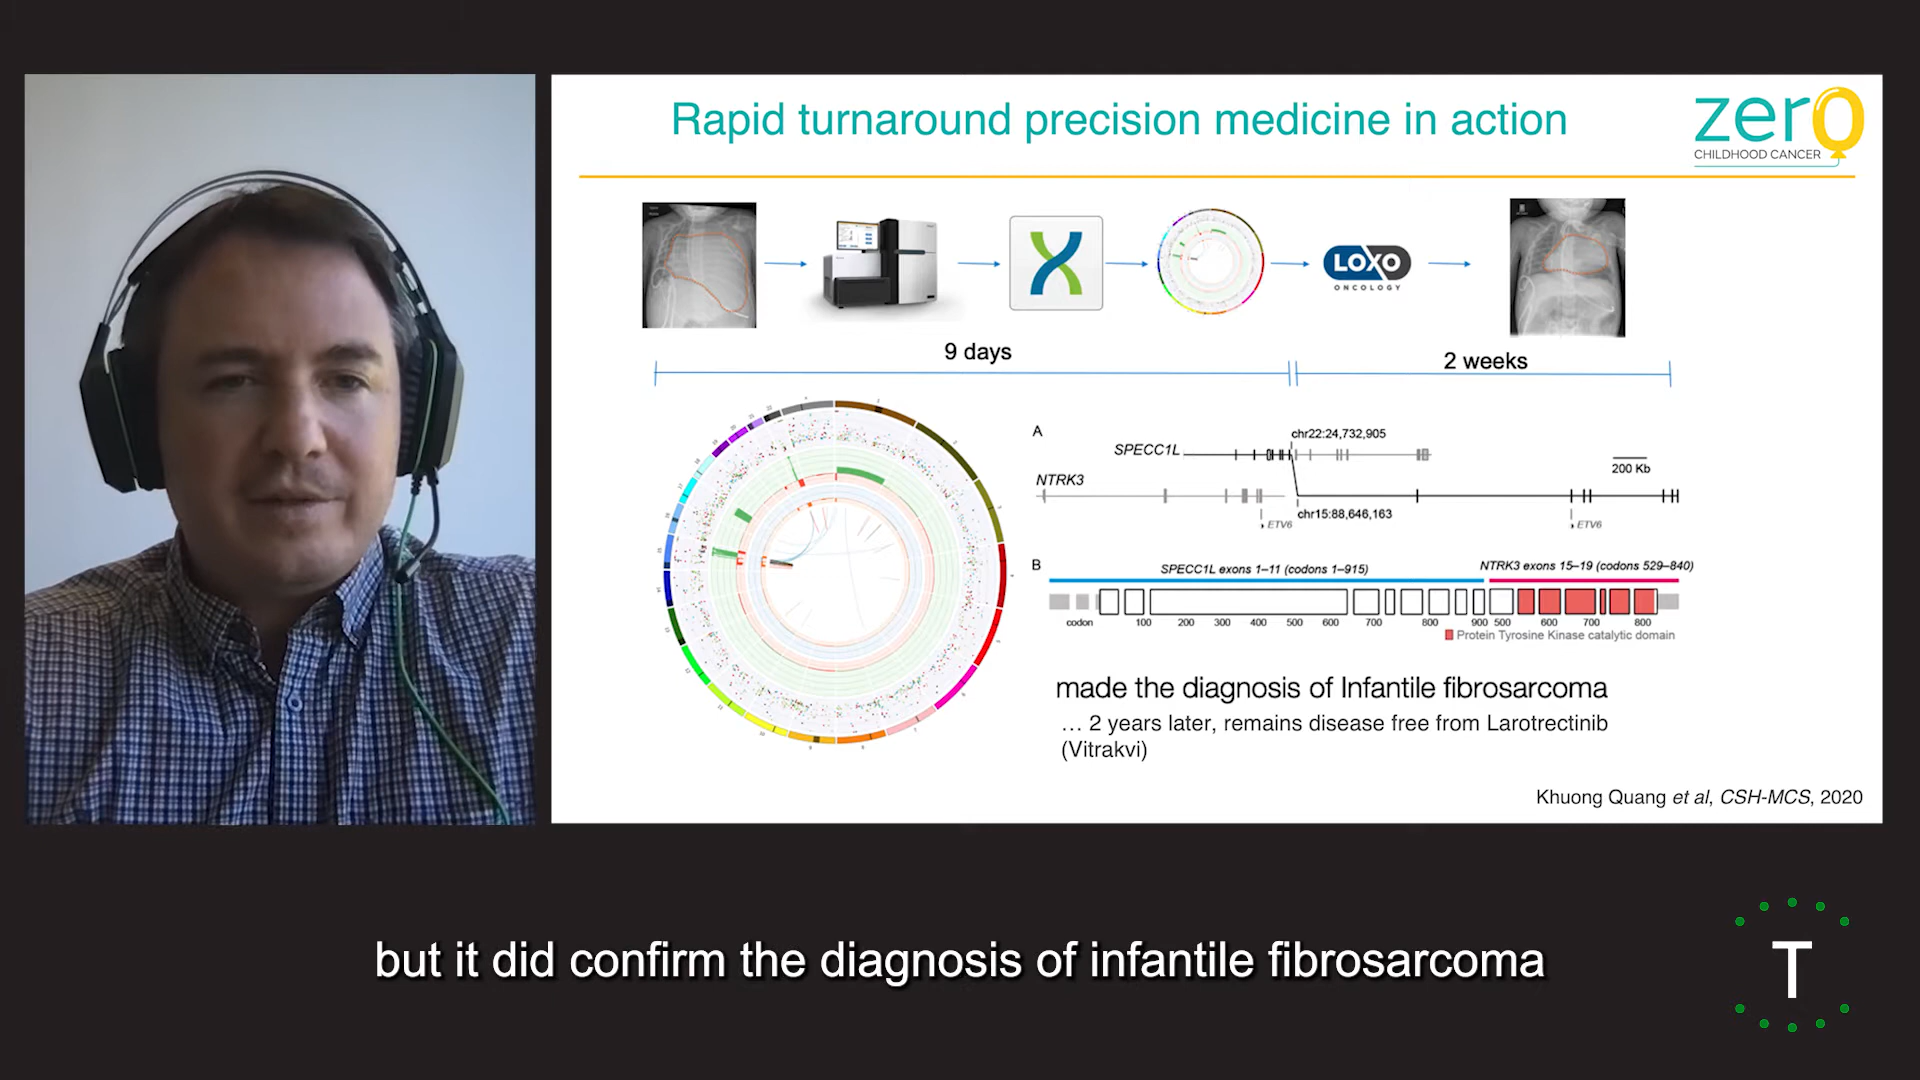 Rapid turnaround precision medicine in action
zero
CHILDHOOD CANCER
LOXO
ONCOLOGY
9 days
2 weeks
A
chr22:24,732,905
SPECC1L
200 Kb
NTRK3
chr15:88,646,163
ETV6
ETV6
B
SPECC1L exons 1–11 (codons 1–915)
NTRK3 exons 15–19 (codons 529–840)
codon 100 200 300 400 500 600 700 800 900 500 600 700 800
Protein Tyrosine Kinase catalytic domain
made the diagnosis of Infantile fibrosarcoma
… 2 years later, remains disease free from Larotrectinib
(Vitrakvi)
Khuong Quang et al, CSH-MCS, 2020
but it did confirm the diagnosis of infantile fibrosarcoma
T